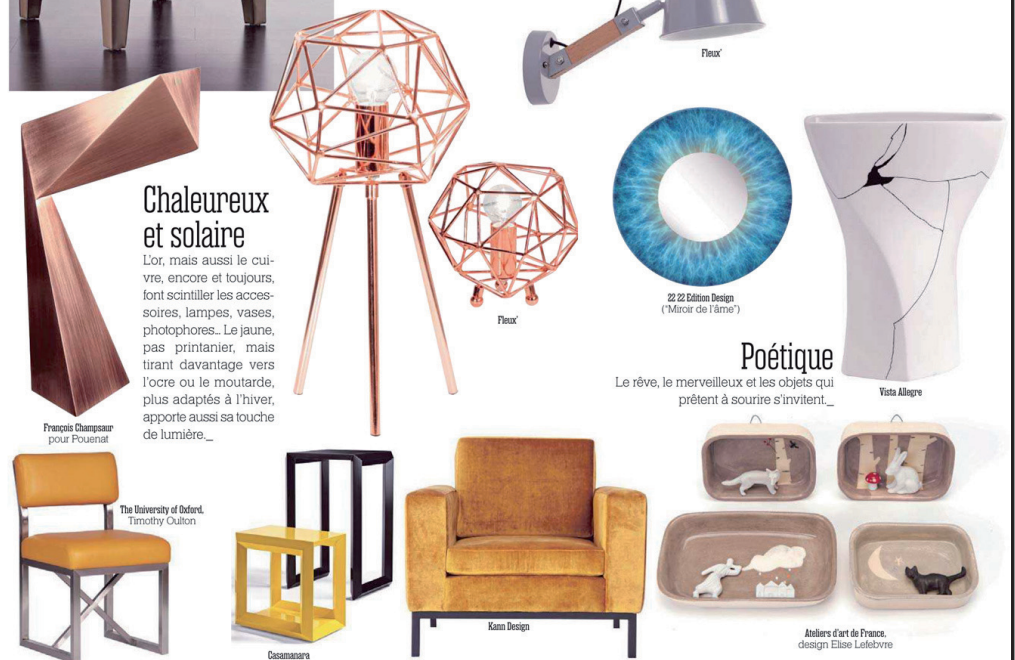 Fleux'
Chaleureux
et solaire
L'or, mais aussi le cui-
vre, encore et toujours,
font scintiller les acces-
soires, lampes, vases,
photophores... Le jaune,
pas printanier, mais
tirant davantage vers
l'ocre ou le moutarde,
plus adaptés à l'hiver,
apporte aussi sa touche
de lumière._
Fleux'
22 22 Edition Design
("Miroir de l'âme")
Poétique
Le rêve, le merveilleux et les objets qui
prêtent à sourire s'invitent._
Vista Allegre
François Champsaur
pour Pouenat
The University of Oxford,
Timothy Oulton
Casamanara
Kann Design
Ateliers d'art de France,
design Elise Lefebvre